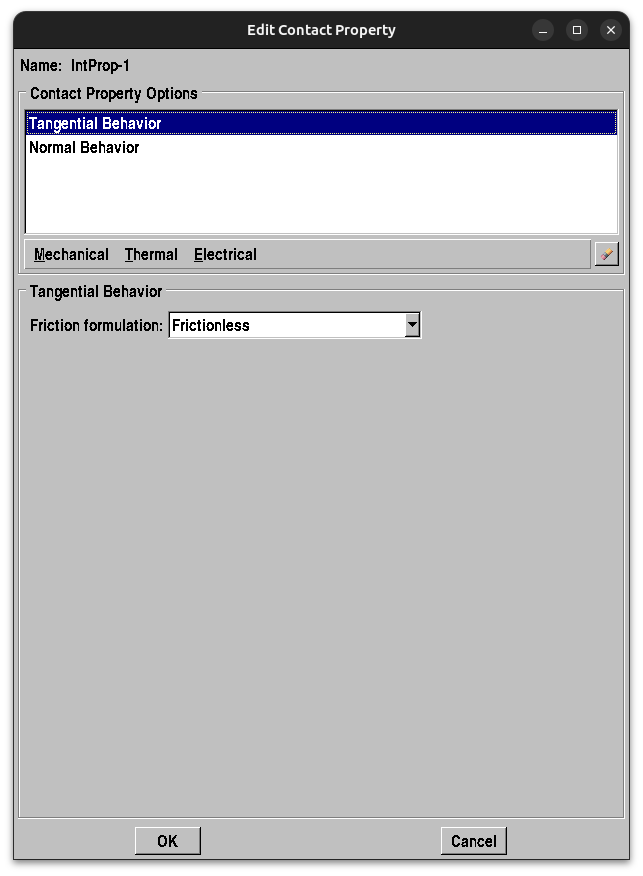 Edit Contact Property
Name: IntProp-1
Contact Property Options
Tangential Behavior
Normal Behavior
Mechanical Thermal Electrical
Tangential Behavior
Friction formulation: Frictionless
OK Cancel